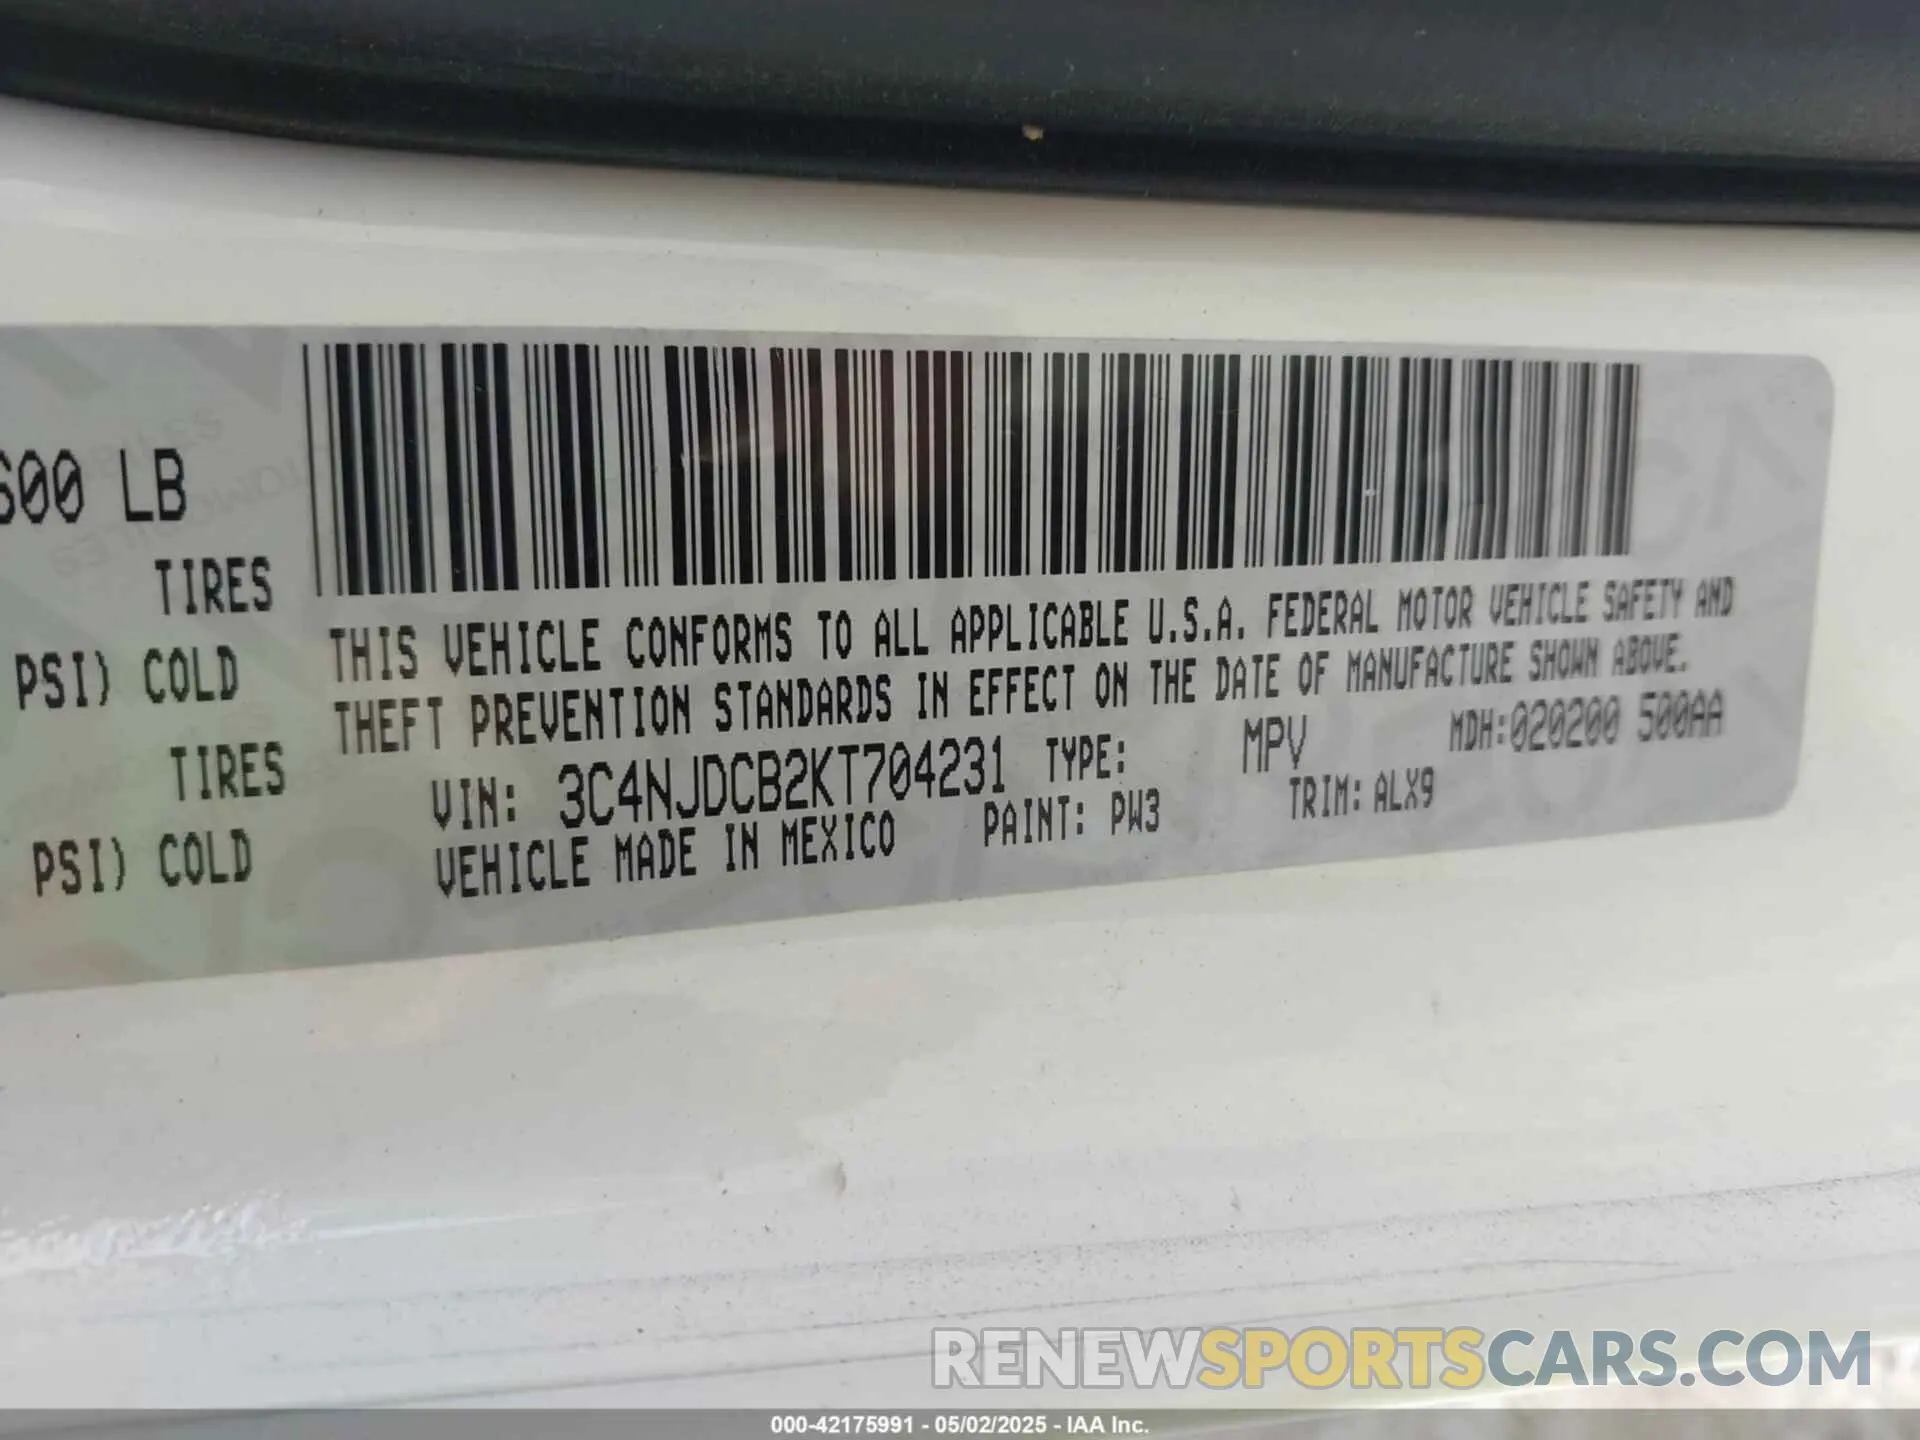 600 LB
TIRES
PSI) COLD
TIRES
PSI) COLD
THIS VEHICLE CONFORMS TO ALL APPLICABLE U.S.A. FEDERAL MOTOR VEHICLE SAFETY AND
THEFT PREVENTION STANDARDS IN EFFECT ON THE DATE OF MANUFACTURE SHOWN ABOVE.
VIN: 3C4NJDCB2KT704231 TYPE: MPV MDH:020200 500AA
VEHICLE MADE IN MEXICO PAINT: PW3 TRIM: ALX9
RENEWSPORTSCARS.COM
000-42175991 - 05/02/2025 - IAA Inc.